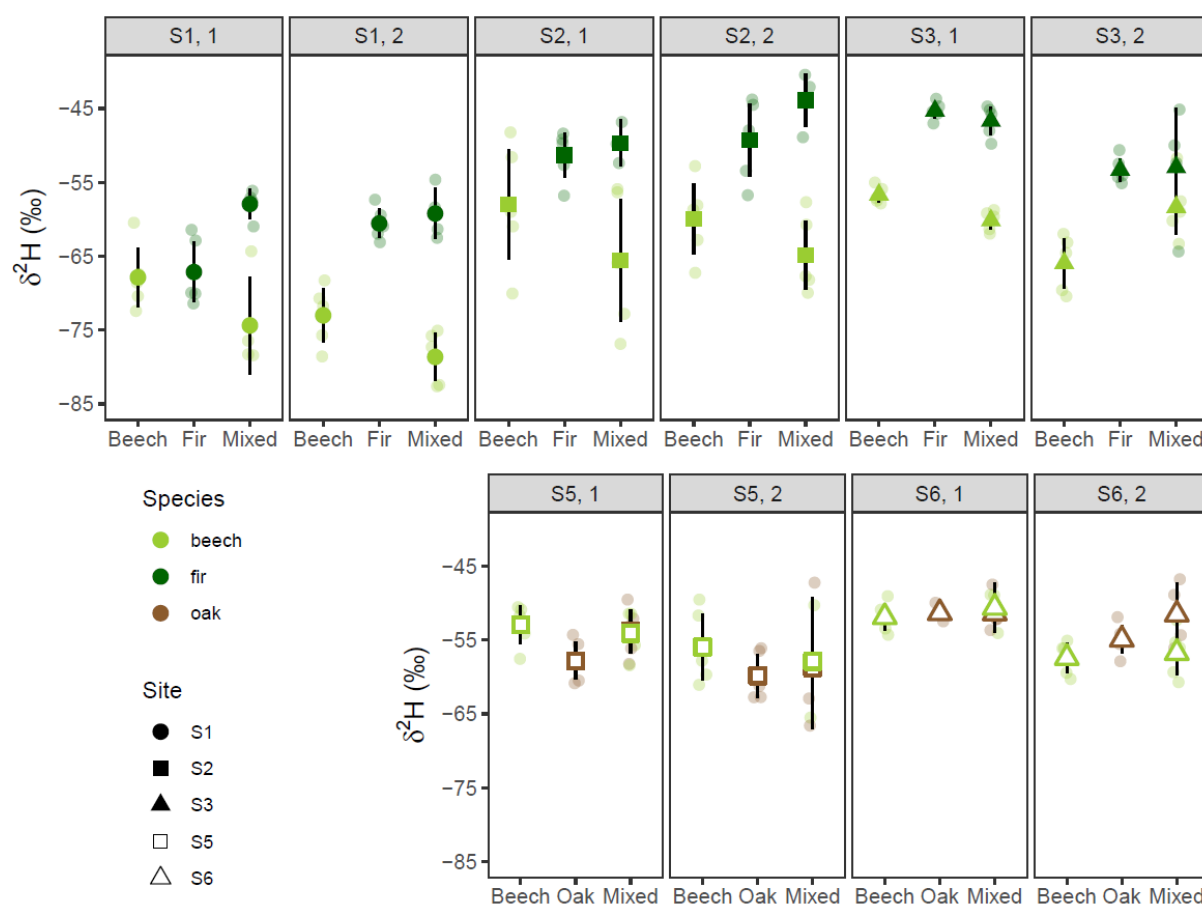 S1, 1 S1, 2 S2, 1 S2, 2 S3, 1 S3, 2
δ²H (‰)
−45
−55
−65
−75
−85
Beech Fir Mixed Beech Fir Mixed Beech Fir Mixed Beech Fir Mixed Beech Fir Mixed Beech Fir Mixed
Species
beech
fir
oak
Site
S1
S2
S3
S5
S6
S5, 1 S5, 2 S6, 1 S6, 2
δ²H (‰)
−45
−55
−65
−75
−85
Beech Oak Mixed Beech Oak Mixed Beech Oak Mixed Beech Oak Mixed